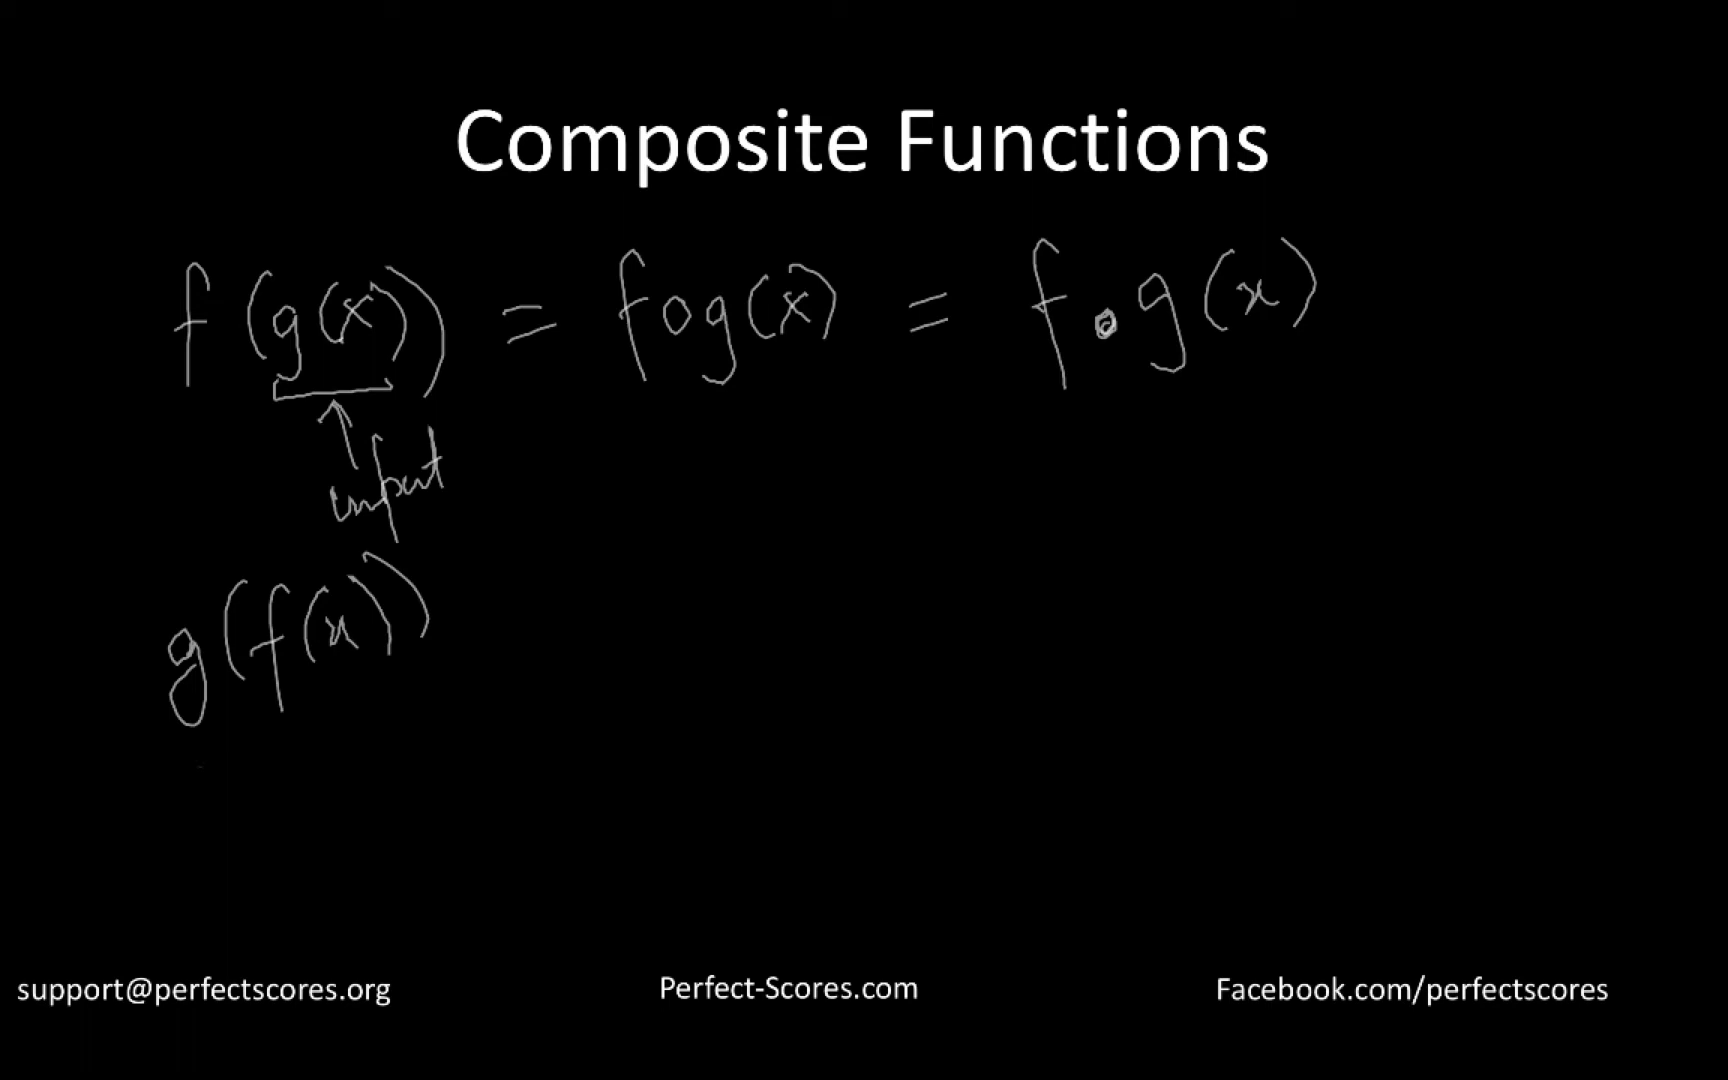 Composite Functions
f(g(x)) = fog(x) = f∘g(x)
input
g(f(x))
support@perfectscores.org Perfect-Scores.com Facebook.com/perfectscores